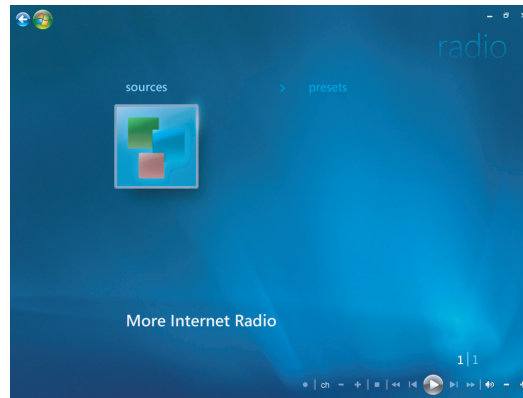 radio
sources > presets
More Internet Radio
1|1
ch - +